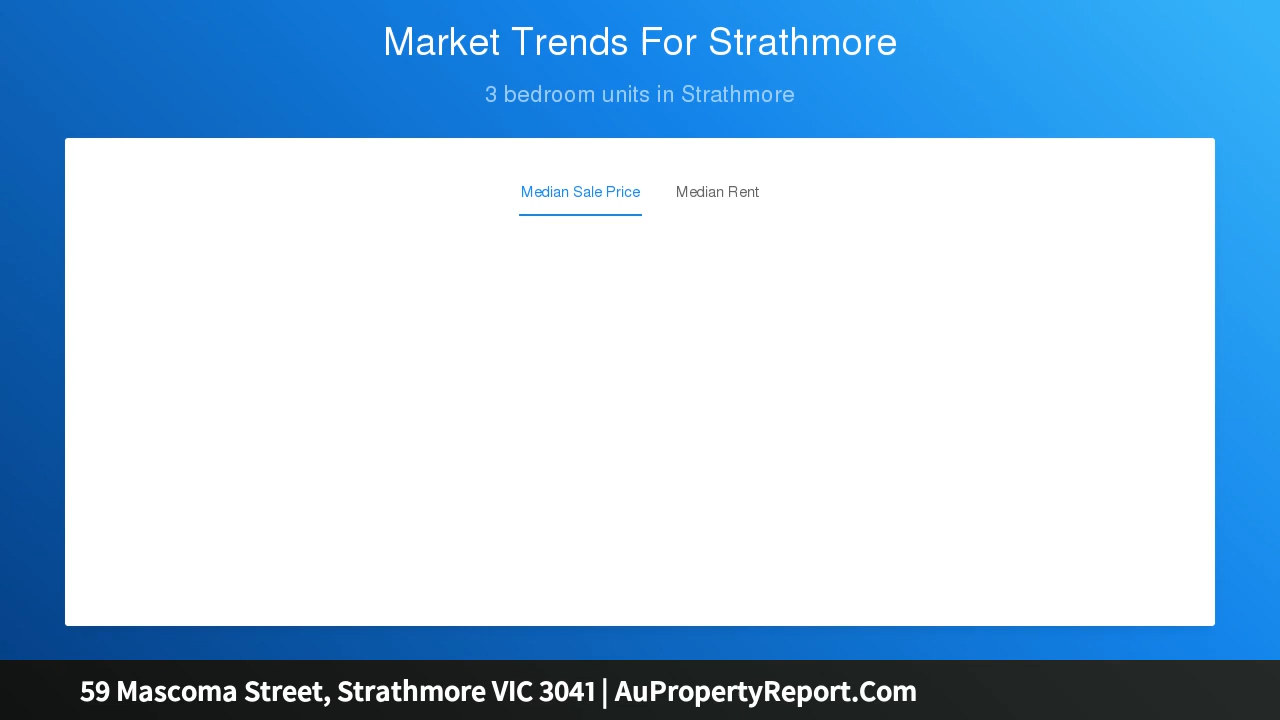 Market Trends For Strathmore
3 bedroom units in Strathmore
Median Sale Price
Median Rent
59 Mascoma Street, Strathmore VIC 3041 | AuPropertyReport.Com